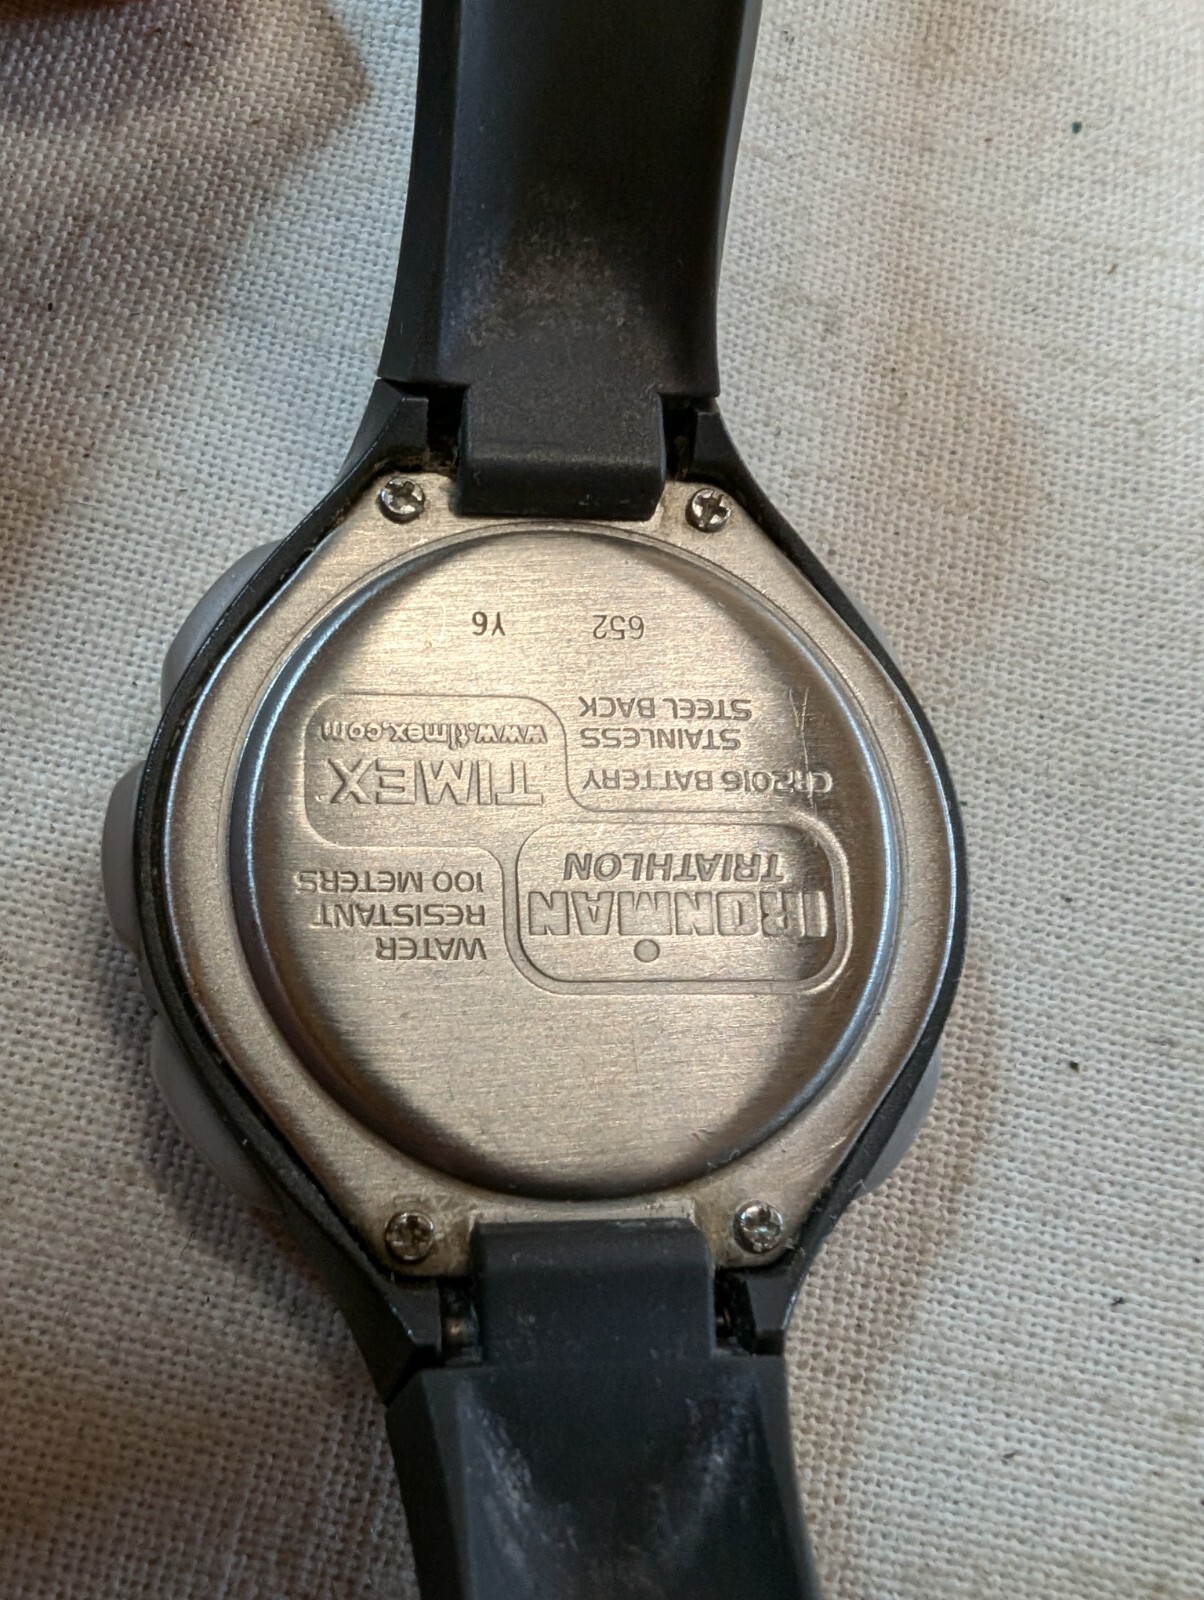 IRONMAN
TRIATHLON
WATER
RESISTANT
100 METERS
CR2016 BATTERY
STAINLESS
STEEL BACK
TIMEX
www.timex.com
652 Y6